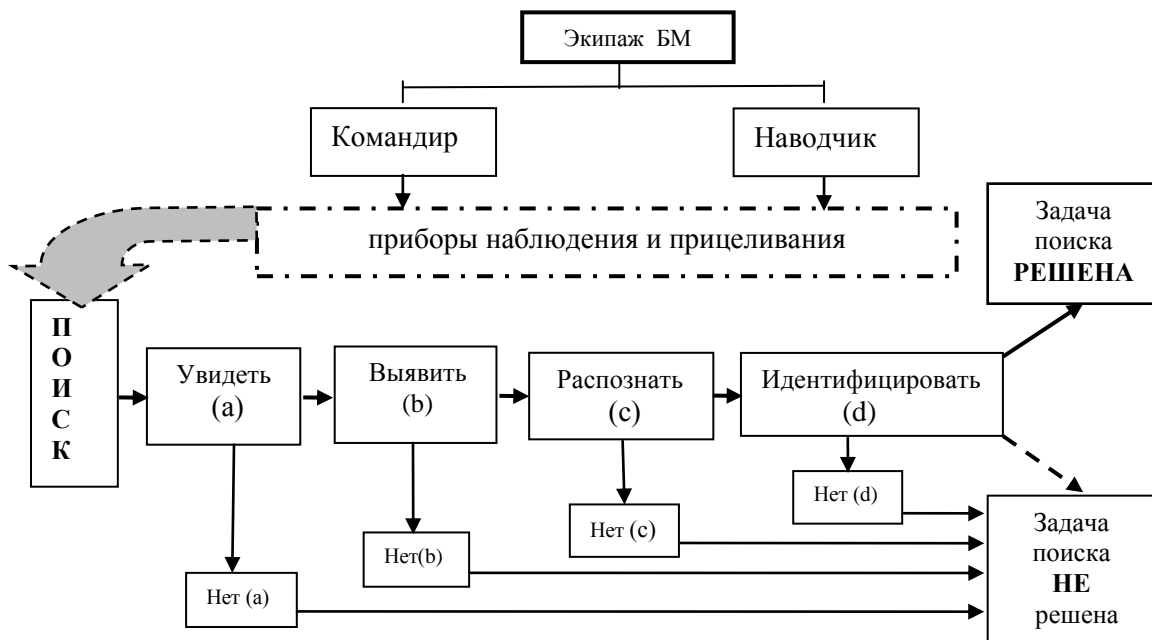 Экипаж БМ
Командир
Наводчик
приборы наблюдения и прицеливания
Задача
поиска
РЕШЕНА
П
О
И
С
К
Увидеть
(a)
Выявить
(b)
Распознать
(c)
Идентифицировать
(d)
Нет (d)
Нет (c)
Нет(b)
Нет (a)
Задача
поиска
НЕ
решена